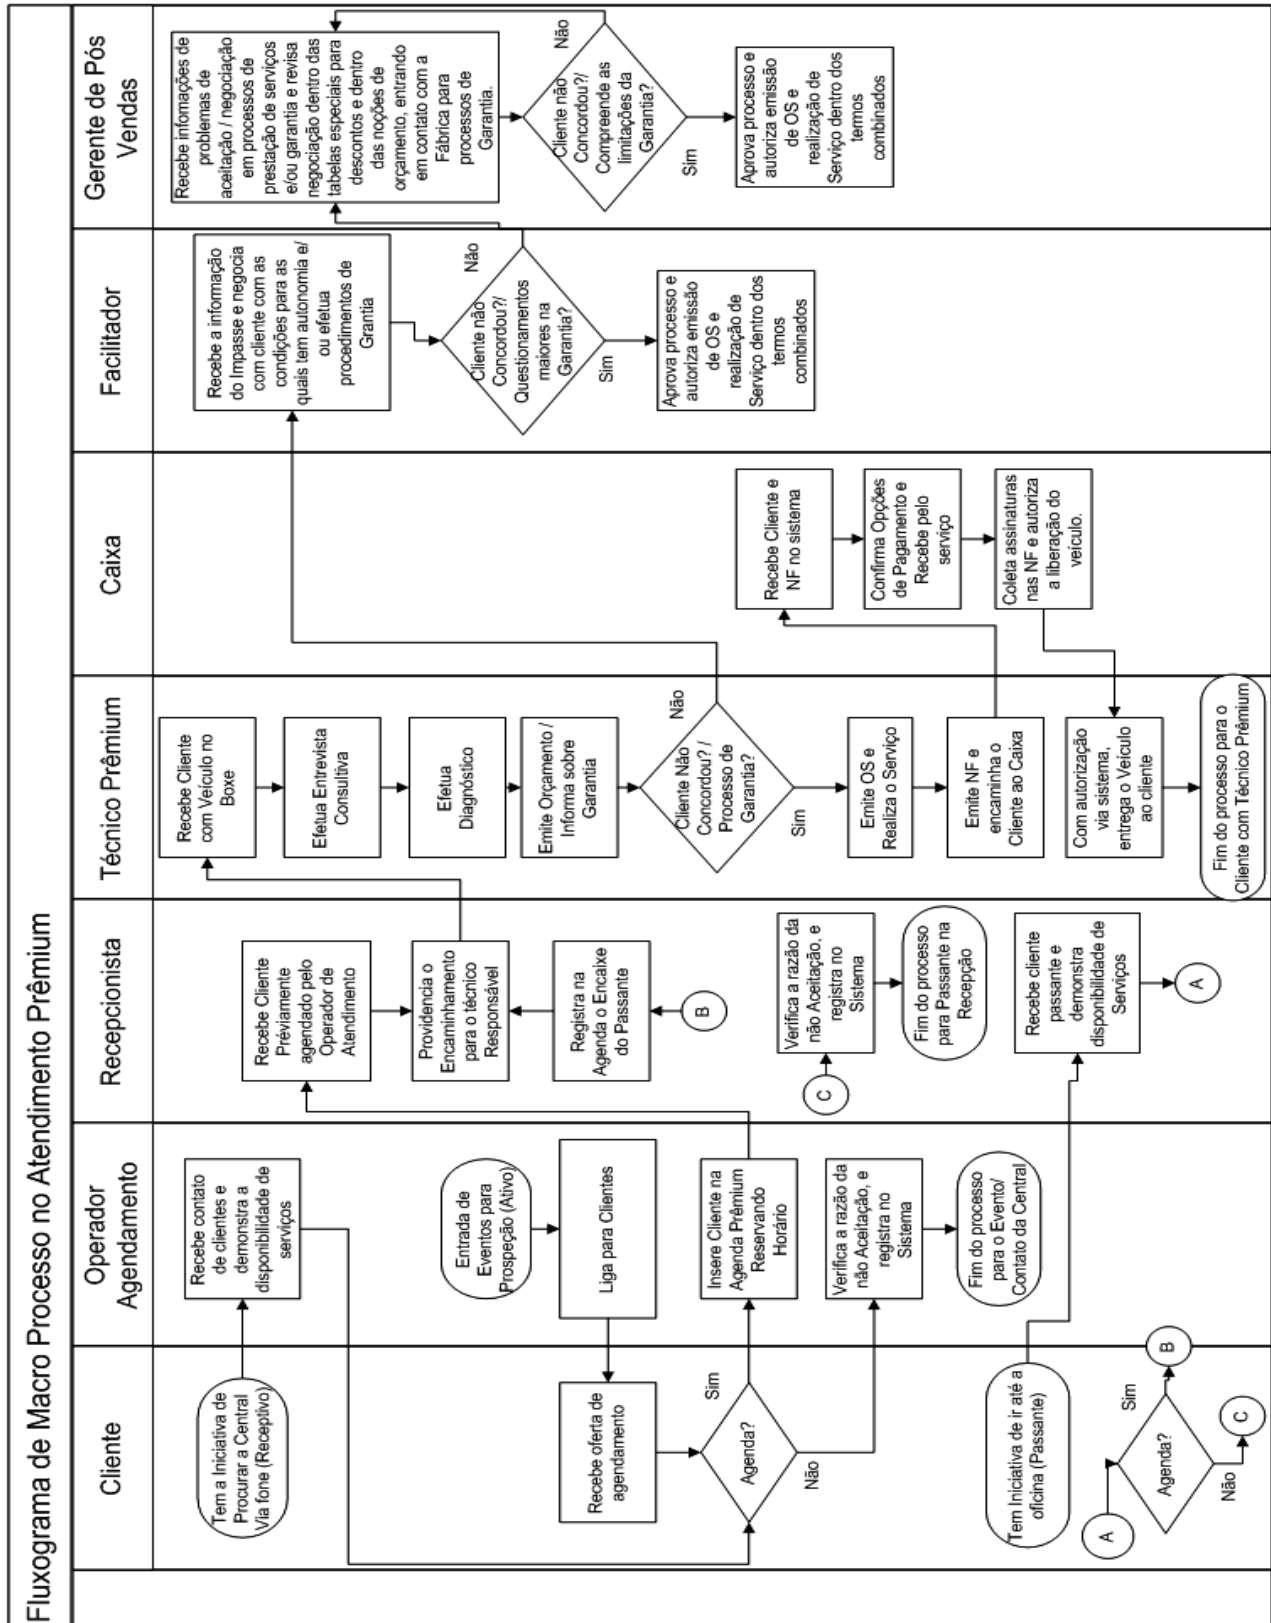 Fluxograma de Macro Processo no Atendimento Prêmium
Cliente
Tem a Iniciativa de
Procurar a Central
Via fone (Receptivo)
Recebe oferta de
agendamento
Agenda?
Sim
Não
Tem Iniciativa de ir até a
oficina (Passante)
A
Agenda?
Sim
B
Não
C
Operador
Agendamento
Recebe contato
de clientes e
demonstra a
disponibilidade de
serviços
Entrada de
Eventos para
Prospeção (Ativo)
Liga para Clientes
Insere Cliente na
Agenda Prêmium
Reservando
Horário
Verifica a razão da
não Aceitação, e
registra no
Sistema
Fim do processo
para o Evento/
Contato da Central
Recepcionista
Recebe Cliente
Préviamente
agendado pelo
Operador de
Atendimento
Providencia o
Encaminhamento
para o técnico
Responsável
Registra na
Agenda o Encaixe
do Passante
B
C
Verifica a razão da
não Aceitação, e
registra no
Sistema
Fim do processo
para Passante na
Recepção
Recebe cliente
passante e
demonstra
disponibilidade de
Serviços
A
Técnico Prêmium
Recebe Cliente
com Veículo no
Boxe
Efetua Entrevista
Consultiva
Efetua
Diagnóstico
Emite Orçamento /
Informa sobre
Garantia
Cliente Não
Concordou? /
Processo de
Garantia?
Não
Sim
Emite OS e
Realiza o Serviço
Emite NF e
encaminha o
Cliente ao Caixa
Com autorização
via sistema,
entrega o Veículo
ao cliente
Fim do processo para o
Cliente com Técnico Prêmium
Caixa
Recebe Cliente e
NF no sistema
Confirma Opções
de Pagamento e
Recebe pelo
serviço
Coleta assinaturas
nas NF e autoriza
a liberação do
veículo.
Facilitador
Recebe a informação
do Impasse e negocia
com cliente com as
condições para as
quais tem autonomia e/
ou efetua
procedimentos de
Grantia
Cliente não
Concordou?/
Questionamentos
maiores na
Garantia?
Não
Sim
Aprova processo e
autoriza emissão
de OS e
realização de
Serviço dentro dos
termos
combinados
Gerente de Pós
Vendas
Recebe informações de
problemas de
aceitação / negociação
em processos de
prestação de serviços
e/ou garantia e revisa
negociação dentro das
tabelas especiais para
descontos e dentro
das noções de
orçamento, entrando
em contato com a
Fábrica para
processos de
Garantia.
Cliente não
Concordou?/
Compreende as
limitações da
Garantia?
Não
Sim
Aprova processo e
autoriza emissão
de OS e
realização de
Serviço dentro dos
termos
combinados